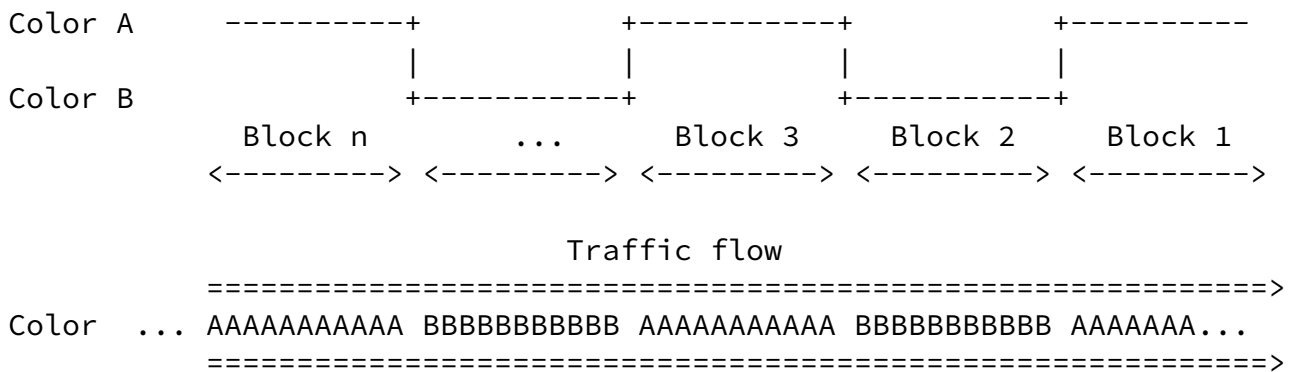 Color A          ----------+           +-----------+           +----------
                           |           |           |           |
Color B                    +-----------+           +-----------+
             Block n        ...       Block 3     Block 2     Block 1
           <---------> <---------> <---------> <---------> <--------->
                               Traffic flow
           ===========================================================>
Color  ... AAAAAAAAAAA BBBBBBBBBBB AAAAAAAAAAA BBBBBBBBBBB AAAAAAA...
           ===========================================================>